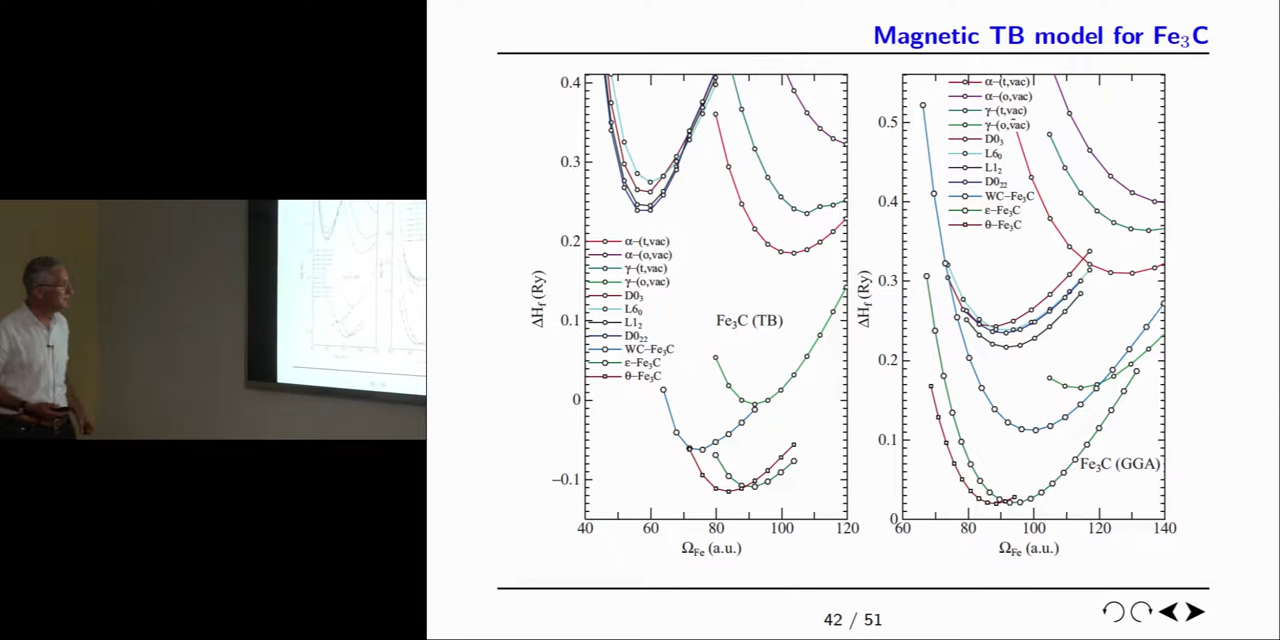 Magnetic TB model for Fe₃C
0.4
0.3
0.2
0.1
0
−0.1
ΔH_f (Ry)
α−(t,vac)
α−(o,vac)
γ−(t,vac)
γ−(o,vac)
D0₃
L6₀
L1₂
D0₂₂
WC−Fe₃C
ε−Fe₃C
θ−Fe₃C
Fe₃C (TB)
40 60 80 100 120
Ω_Fe (a.u.)
0.5
0.4
0.3
0.2
0.1
0
ΔH_f (Ry)
α−(t,vac)
α−(o,vac)
γ−(t,vac)
γ−(o,vac)
D0₃
L6₀
L1₂
D0₂₂
WC−Fe₃C
ε−Fe₃C
θ−Fe₃C
Fe₃C (GGA)
60 80 100 120 140
Ω_Fe (a.u.)
42 / 51